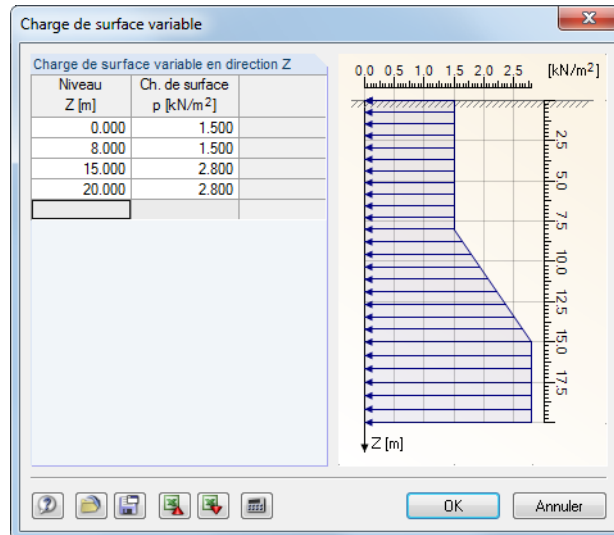 Charge de surface variable
Charge de surface variable en direction Z
Niveau Ch. de surface
Z [m] p [kN/m²]
0.000 1.500
8.000 1.500
15.000 2.800
20.000 2.800
0.0 0.5 1.0 1.5 2.0 2.5 [kN/m²]
2.5
5.0
7.5
10.0
12.5
15.0
17.5
Z [m]
OK Annuler